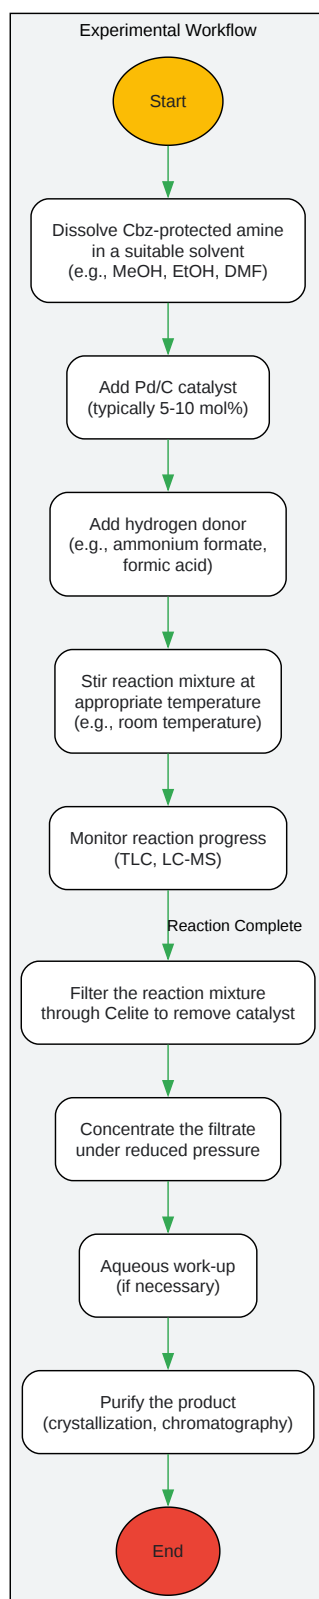 Experimental Workflow
Start
Dissolve Cbz-protected amine
in a suitable solvent
(e.g., MeOH, EtOH, DMF)
Add Pd/C catalyst
(typically 5-10 mol%)
Add hydrogen donor
(e.g., ammonium formate,
formic acid)
Stir reaction mixture at
appropriate temperature
(e.g., room temperature)
Monitor reaction progress
(TLC, LC-MS)
Reaction Complete
Filter the reaction mixture
through Celite to remove catalyst
Concentrate the filtrate
under reduced pressure
Aqueous work-up
(if necessary)
Purify the product
(crystallization, chromatography)
End